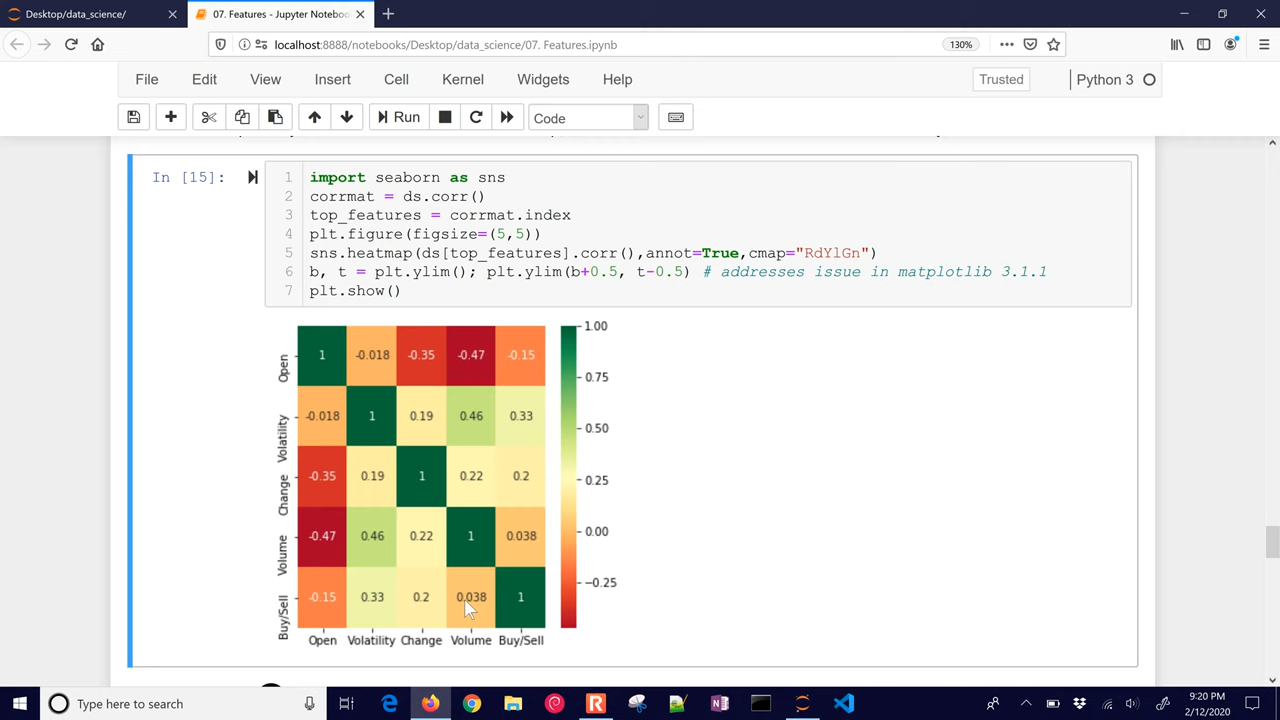 Desktop/data_science/
07. Features - Jupyter Noteboo
localhost:8888/notebooks/Desktop/data_science/07. Features.ipynb
130%
File Edit View Insert Cell Kernel Widgets Help
Trusted
Python 3
Run
Code
In [15]:
1 import seaborn as sns
2 corrmat = ds.corr()
3 top_features = corrmat.index
4 plt.figure(figsize=(5,5))
5 sns.heatmap(ds[top_features].corr(),annot=True,cmap="RdYlGn")
6 b, t = plt.ylim(); plt.ylim(b+0.5, t-0.5) # addresses issue in matplotlib 3.1.1
7 plt.show()
Open 1 -0.018 -0.35 -0.47 -0.15
Volatility -0.018 1 0.19 0.46 0.33
Change -0.35 0.19 1 0.22 0.2
Volume -0.47 0.46 0.22 1 0.038
Buy/Sell -0.15 0.33 0.2 0.038 1
Open Volatility Change Volume Buy/Sell
1.00
0.75
0.50
0.25
0.00
−0.25
Type here to search
9:20 PM
2/12/2020